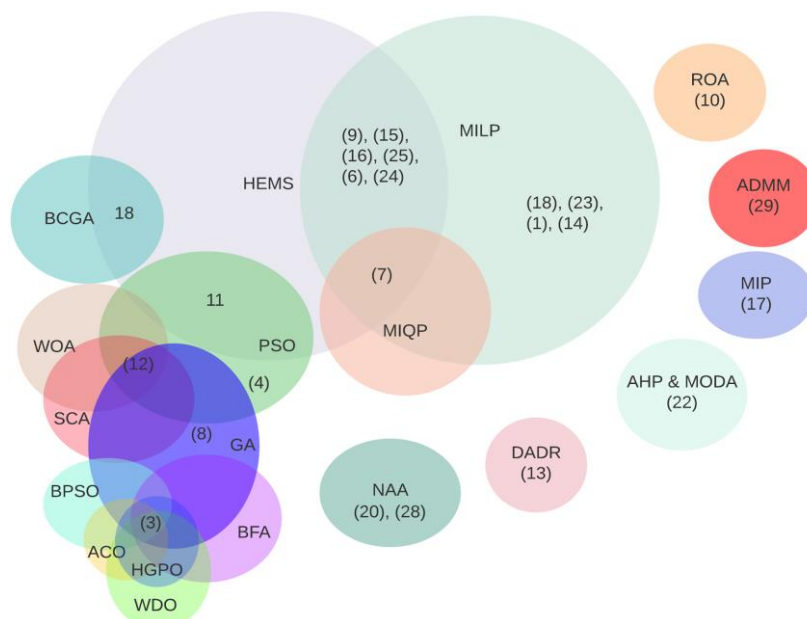 ROA
(10)
MILP
(9), (15),
(16), (25),
(6), (24)
HEMS
ADMM
(29)
BCGA
18
(18), (23),
(1), (14)
(7)
MIP
(17)
11
MIQP
WOA
PSO
(12)
(4)
AHP & MODA
(22)
SCA
(8)
GA
DADR
(13)
NAA
(20), (28)
BPSO
(3)
BFA
ACO
HGPO
WDO